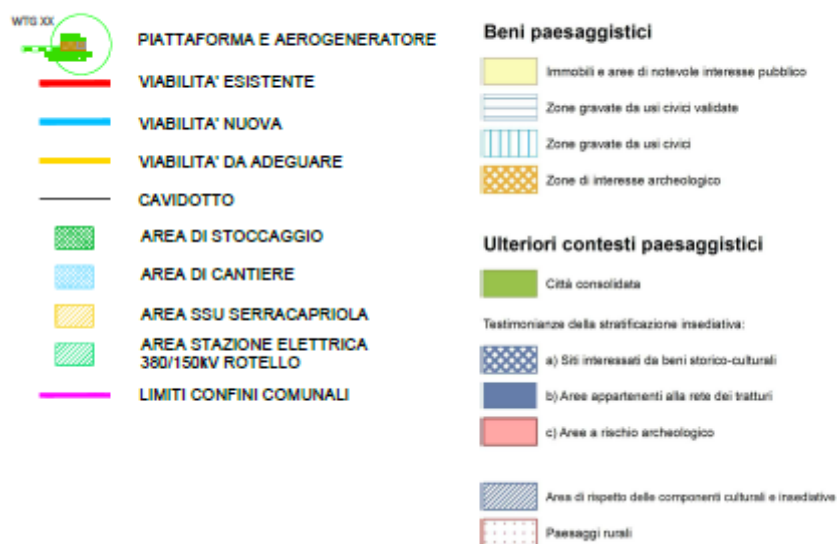 WTG XX
PIATTAFORMA E AEROGENERATORE
VIABILITA' ESISTENTE
VIABILITA' NUOVA
VIABILITA' DA ADEGUARE
CAVIDOTTO
AREA DI STOCCAGGIO
AREA DI CANTIERE
AREA SSU SERRACAPRIOLA
AREA STAZIONE ELETTRICA
380/150kV ROTELLO
LIMITI CONFINI COMUNALI
Beni paesaggistici
Immobili e aree di notevole interesse pubblico
Zone gravate da usi civici validate
Zone gravate da usi civici
Zone di interesse archeologico
Ulteriori contesti paesaggistici
Città consolidata
Testimonianze della stratificazione insediativa:
a) Siti interessati da beni storico-culturali
b) Aree appartenenti alla rete dei tratturi
c) Aree a rischio archeologico
Area di rispetto delle componenti culturali e insediative
Paesaggi rurali